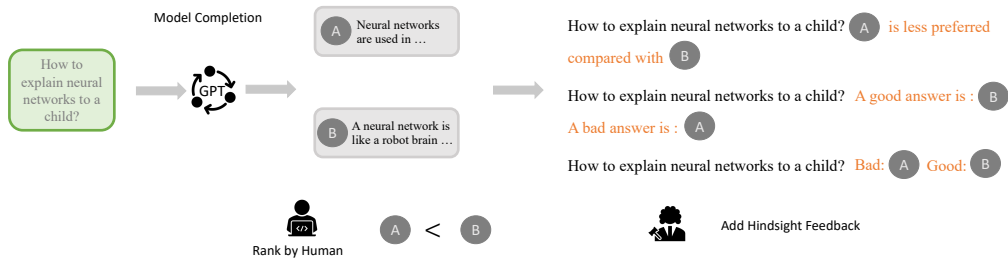 Model Completion
How to
explain neural
networks to a
child?
GPT
A Neural networks
are used in …
B A neural network is
like a robot brain …
How to explain neural networks to a child? A is less preferred
compared with B
How to explain neural networks to a child? A good answer is : B
A bad answer is : A
How to explain neural networks to a child? Bad: A Good: B
Rank by Human
A < B
Add Hindsight Feedback